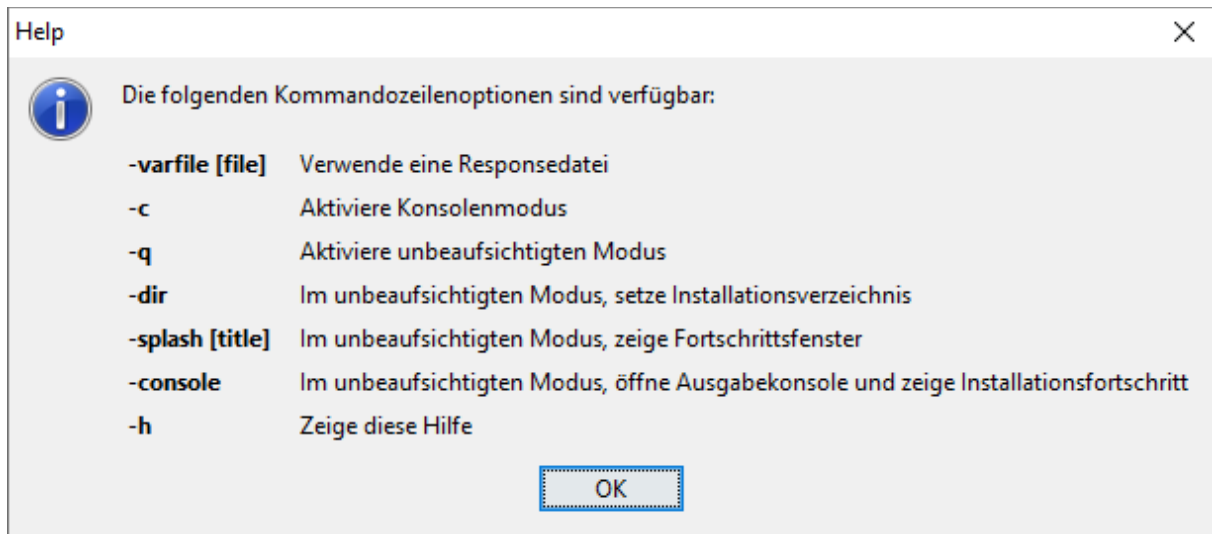 Help
Die folgenden Kommandozeilenoptionen sind verfügbar:
-varfile [file] Verwende eine Responsedatei
-c Aktiviere Konsolenmodus
-q Aktiviere unbeaufsichtigten Modus
-dir Im unbeaufsichtigten Modus, setze Installationsverzeichnis
-splash [title] Im unbeaufsichtigten Modus, zeige Fortschrittsfenster
-console Im unbeaufsichtigten Modus, öffne Ausgabekonsole und zeige Installationsfortschritt
-h Zeige diese Hilfe
OK